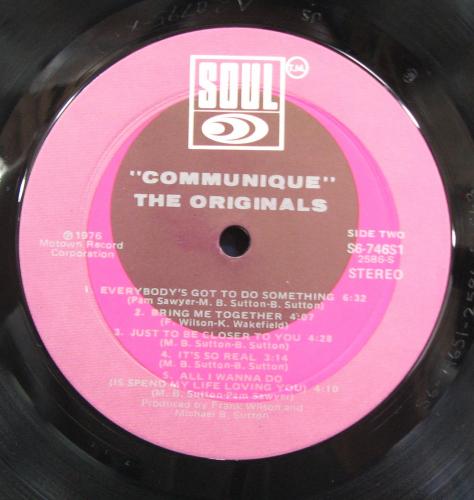 SOUL
T.M.
"COMMUNIQUE"
THE ORIGINALS
℗ 1976
Motown Record
Corporation
SIDE TWO
S6-746S1
2586-S
STEREO
1. EVERYBODY'S GOT TO DO SOMETHING 6:32
(Pam Sawyer-M. B. Sutton-B. Sutton)
2. BRING ME TOGETHER 4:07
(F. Wilson-K. Wakefield)
3. JUST TO BE CLOSER TO YOU 4:28
(M. B. Sutton-B. Sutton)
4. IT'S SO REAL 3:14
(M. B. Sutton-B. Sutton)
5. ALL I WANNA DO
(IS SPEND MY LIFE LOVING YOU) 4:10
(M. B. Sutton-Pam Sawyer)
Produced by Frank Wilson and
Michael B. Sutton